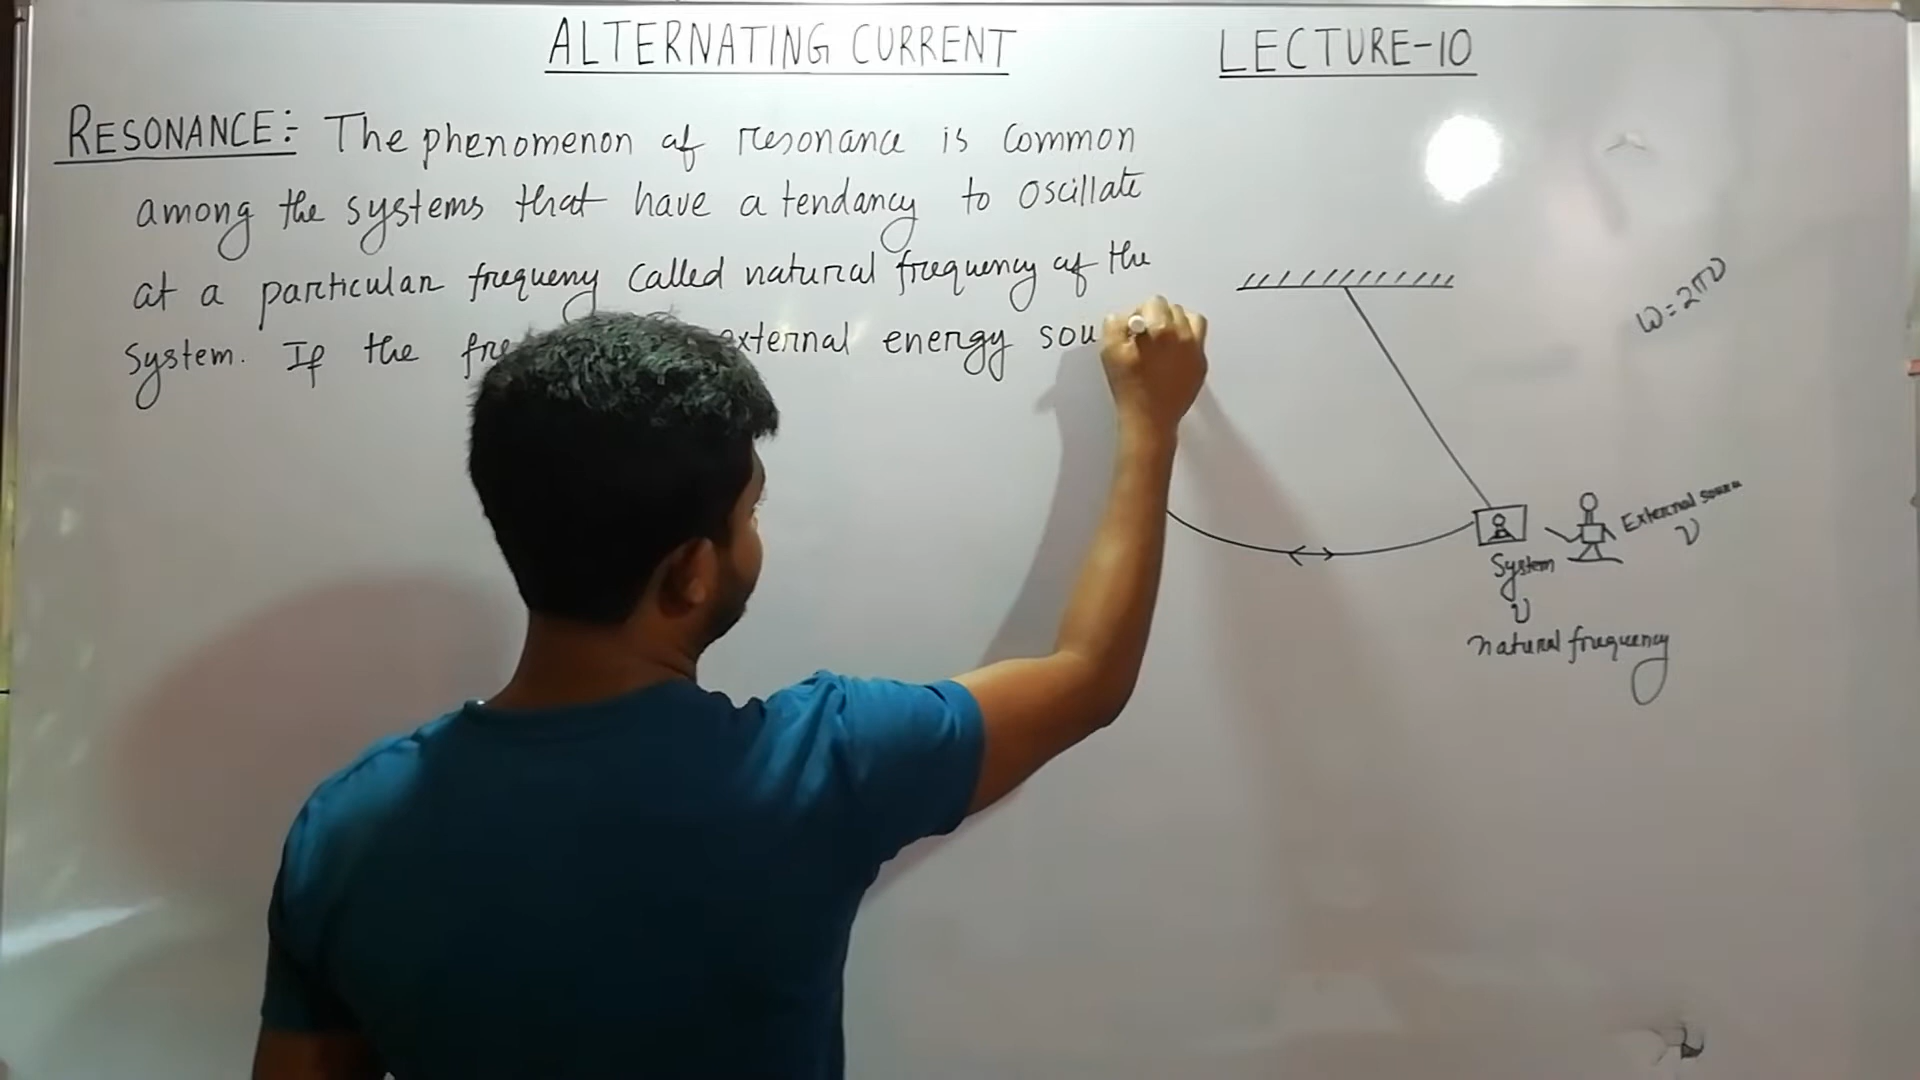 ALTERNATING CURRENT LECTURE-10
RESONANCE:- The phenomenon of resonance is common
among the systems that have a tendancy to oscillate
at a particular frequeny called natural frequency of the
system. If the external energy
ω=2πν
External source
ν
System
ν
natural frequency